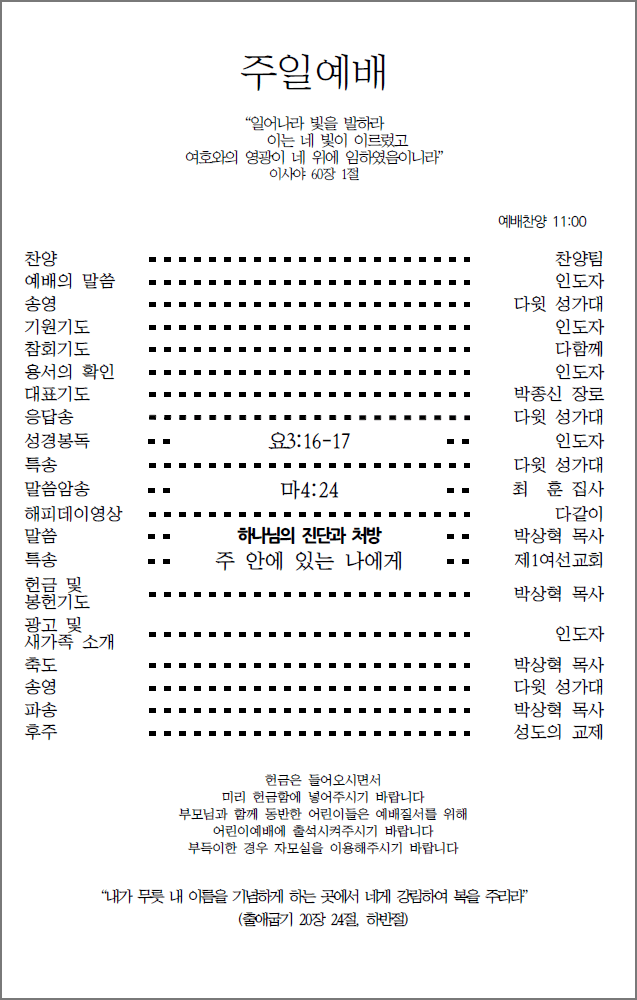 주일예배
“일어나라 빛을 발하라
이는 네 빛이 이르렀고
여호와의 영광이 네 위에 임하였음이니라”
이사야 60장 1절
예배찬양 11:00
찬양 찬양팀
예배의 말씀 인도자
송영 다윗 성가대
기원기도 인도자
참회기도 다함께
용서의 확인 인도자
대표기도 박종신 장로
응답송 다윗 성가대
성경봉독 요3:16-17 인도자
특송 다윗 성가대
말씀암송 마4:24 최 훈 집사
해피데이영상 다같이
말씀 하나님의 진단과 처방 박상혁 목사
특송 주 안에 있는 나에게 제1여선교회
헌금 및
봉헌기도 박상혁 목사
광고 및
새가족 소개 인도자
축도 박상혁 목사
송영 다윗 성가대
파송 박상혁 목사
후주 성도의 교제
헌금은 들어오시면서
미리 헌금함에 넣어주시기 바랍니다
부모님과 함께 동반한 어린이들은 예배질서를 위해
어린이예배에 출석시켜주시기 바랍니다
부득이한 경우 자모실을 이용해주시기 바랍니다
“내가 무릇 내 이름을 기념하게 하는 곳에서 네게 강림하여 복을 주리라”
(출애굽기 20장 24절, 하반절)